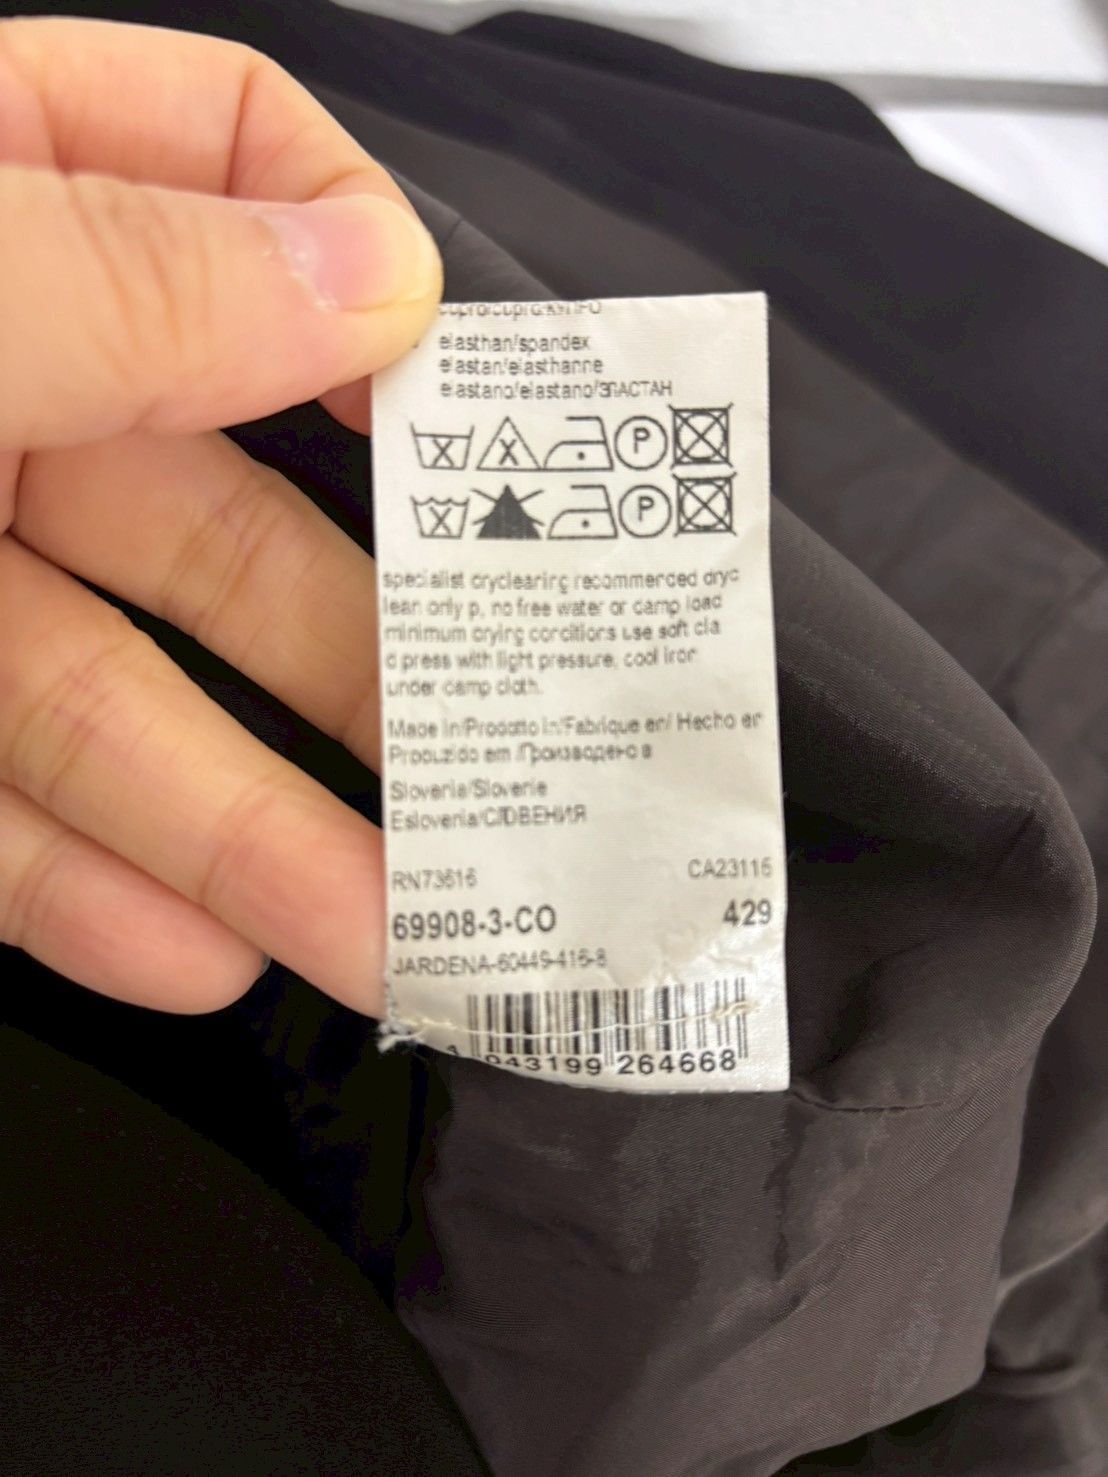 elasthan/spandex
elastan/elasthanne
elastano/elastano/ЭЛАСТАН
P
P
specialist drycleaning recommended dryc
lean only p, no free water or damp load
minimum drying conditions use soft cla
d press with light pressure, cool iron
under damp cloth.
Made in/Prodotto in/Fabriqué en/ Hecho en
Produzido em /Произведено в
Slovenia/Slovenie
Eslovenia/СЛОВЕНИЯ
RN73616 CA23116
69908-3-CO 429
JARDENA-60449-416-8
043199 264668